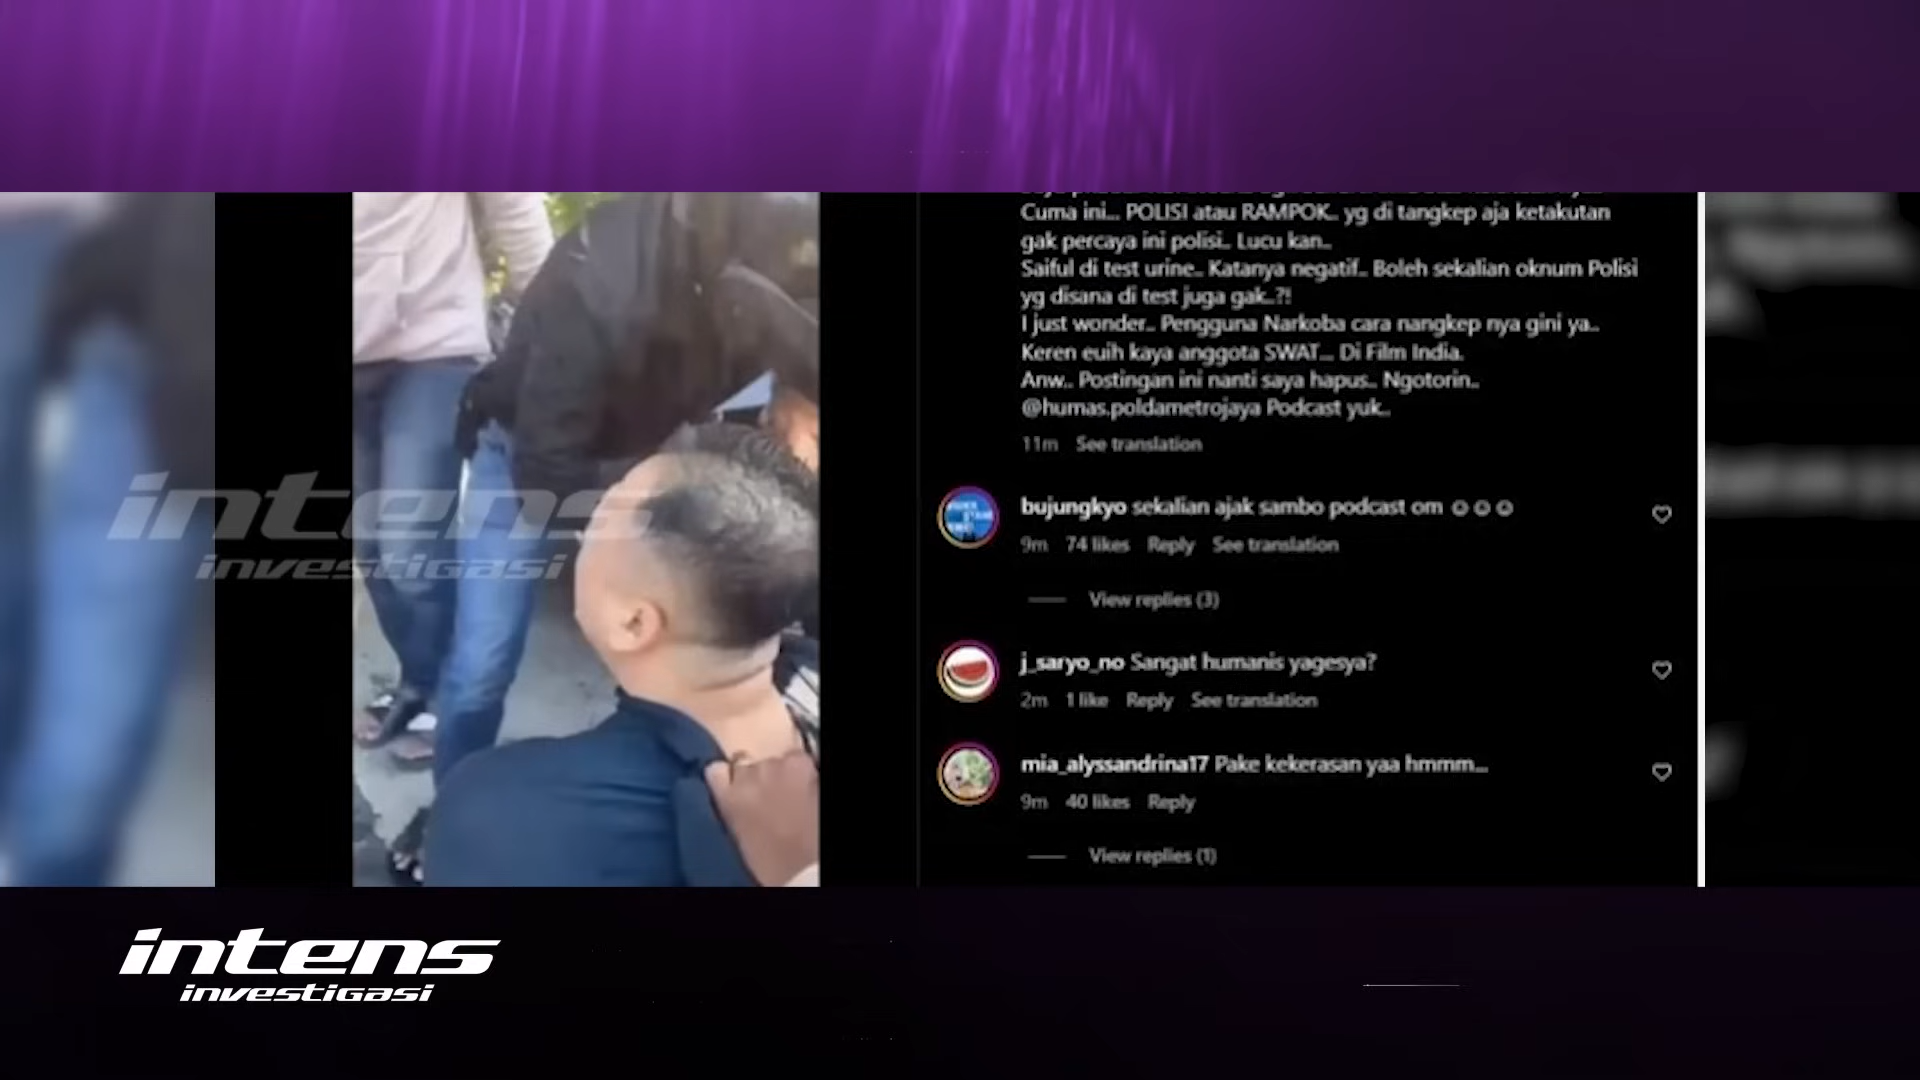 Cuma ini... POLISI atau RAMPOK.. yg di tangkep aja ketakutan
gak percaya ini polisi.. Lucu kan..
Saiful di test urine.. Katanya negatif.. Boleh sekalian oknum Polisi
yg disana di test juga gak..?!
I just wonder.. Pengguna Narkoba cara nangkep nya gini ya..
Keren euih kaya anggota SWAT... Di Film India.
Anw.. Postingan ini nanti saya hapus.. Ngotorin..
@humas.poldametrojaya Podcast yuk..
11m See translation
bujungkyo sekalian ajak sambo podcast om ☺☺☺
9m 74 likes Reply See translation
View replies (3)
j_saryo_no Sangat humanis yagesya?
2m 1 like Reply See translation
mia_alyssandrina17 Pake kekerasan yaa hmmm...
9m 40 likes Reply
View replies (1)
intens
investigasi
intens
investigasi